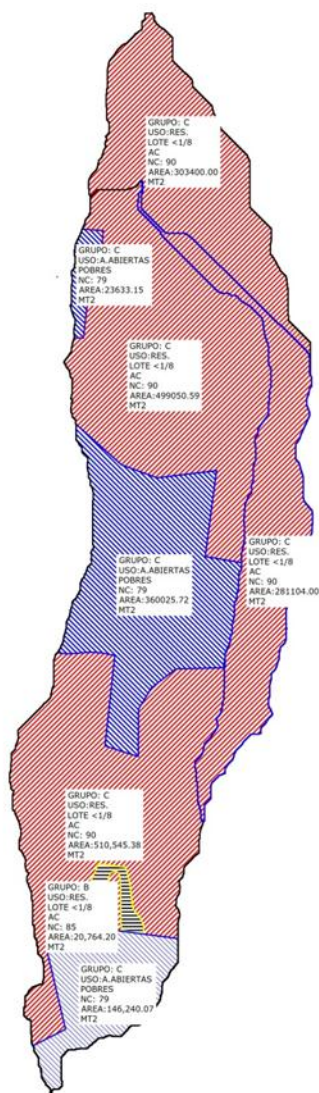 GRUPO: C
USO:RES.
LOTE <1/8
AC
NC: 90
AREA:303400.00
MT2
GRUPO: C
USO:A.ABIERTAS
POBRES
NC: 79
AREA:23633.15
MT2
GRUPO: C
USO:RES.
LOTE <1/8
AC
NC: 90
AREA:499050.59
MT2
GRUPO: C
USO:RES.
LOTE <1/8
AC
NC: 90
AREA:281104.00
MT2
GRUPO: C
USO:A.ABIERTAS
POBRES
NC: 79
AREA:360025.72
MT2
GRUPO: C
USO:RES.
LOTE <1/8
AC
NC: 90
AREA:510,545.38
MT2
GRUPO: B
USO:RES.
LOTE <1/8
AC
NC: 85
AREA:20,764.20
MT2
GRUPO: C
USO:A.ABIERTAS
POBRES
NC: 79
AREA:146,240.07
MT2